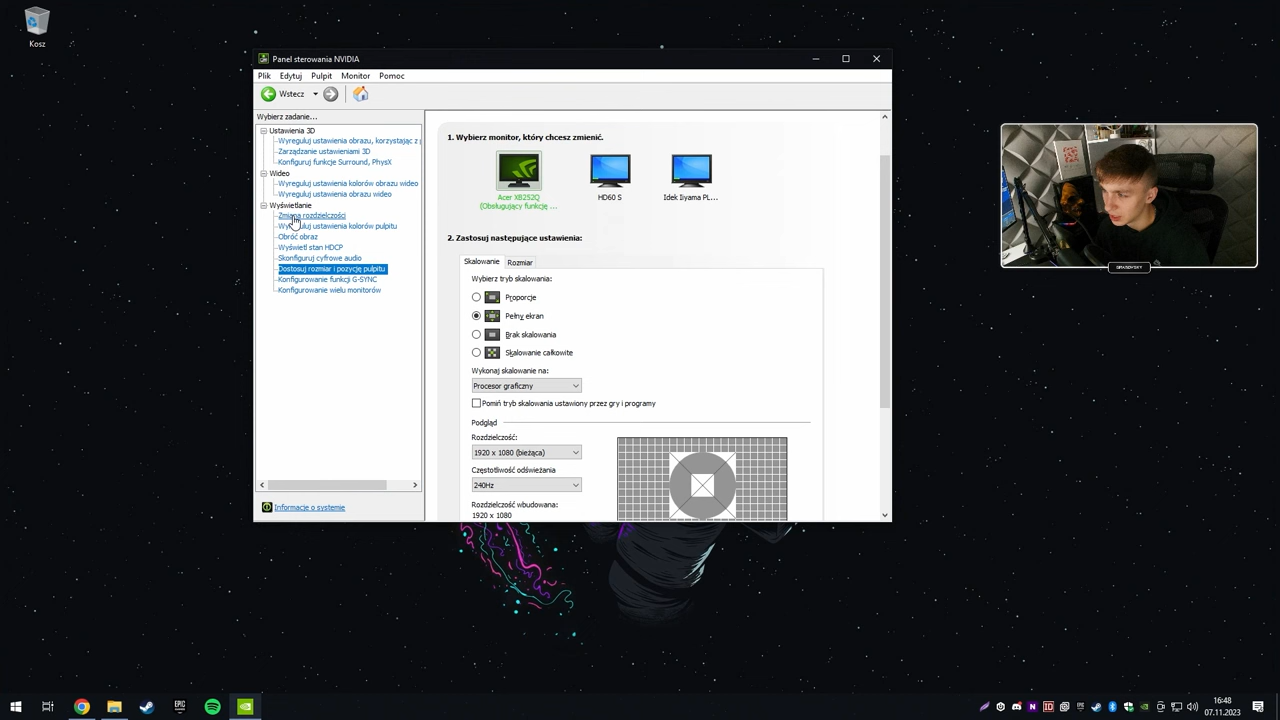 Kosz
Panel sterowania NVIDIA
Plik Edytuj Pulpit Monitor Pomoc
Wstecz
Wybierz zadanie...
Ustawienia 3D
Wyreguluj ustawienia obrazu, korzystając z
Zarządzanie ustawieniami 3D
Konfiguruj funkcje Surround, PhysX
Wideo
Wyreguluj ustawienia kolorów obrazu wideo
Wyreguluj ustawienia obrazu wideo
Wyświetlanie
Zmiana rozdzielczości
Wyreguluj ustawienia kolorów pulpitu
Obróć obraz
Wyświetl stan HDCP
Skonfiguruj cyfrowe audio
Dostosuj rozmiar i pozycję pulpitu
Konfigurowanie funkcji G-SYNC
Konfigurowanie wielu monitorów
Informacje o systemie
1. Wybierz monitor, który chcesz zmienić.
Acer XB252Q
(Obsługujący funkcję ...
HD60 S
Idek Iiyama PL...
2. Zastosuj następujące ustawienia:
Skalowanie Rozmiar
Wybierz tryb skalowania:
Proporcje
Pełny ekran
Brak skalowania
Skalowanie całkowite
Wykonaj skalowanie na:
Procesor graficzny
Pomiń tryb skalowania ustawiony przez gry i programy
Podgląd
Rozdzielczość:
1920 x 1080 (bieżąca)
Częstotliwość odświeżania
240Hz
Rozdzielczość wbudowana:
1920 x 1080
EPIC
16:48
07.11.2023